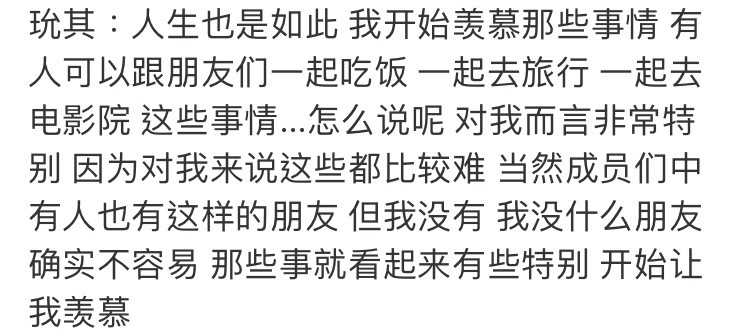 玧其：人生也是如此 我开始羡慕那些事情 有
人可以跟朋友们一起吃饭 一起去旅行 一起去
电影院 这些事情...怎么说呢 对我而言非常特
别 因为对我来说这些都比较难 当然成员们中
有人也有这样的朋友 但我没有 我没什么朋友
确实不容易 那些事就看起来有些特别 开始让
我羡慕